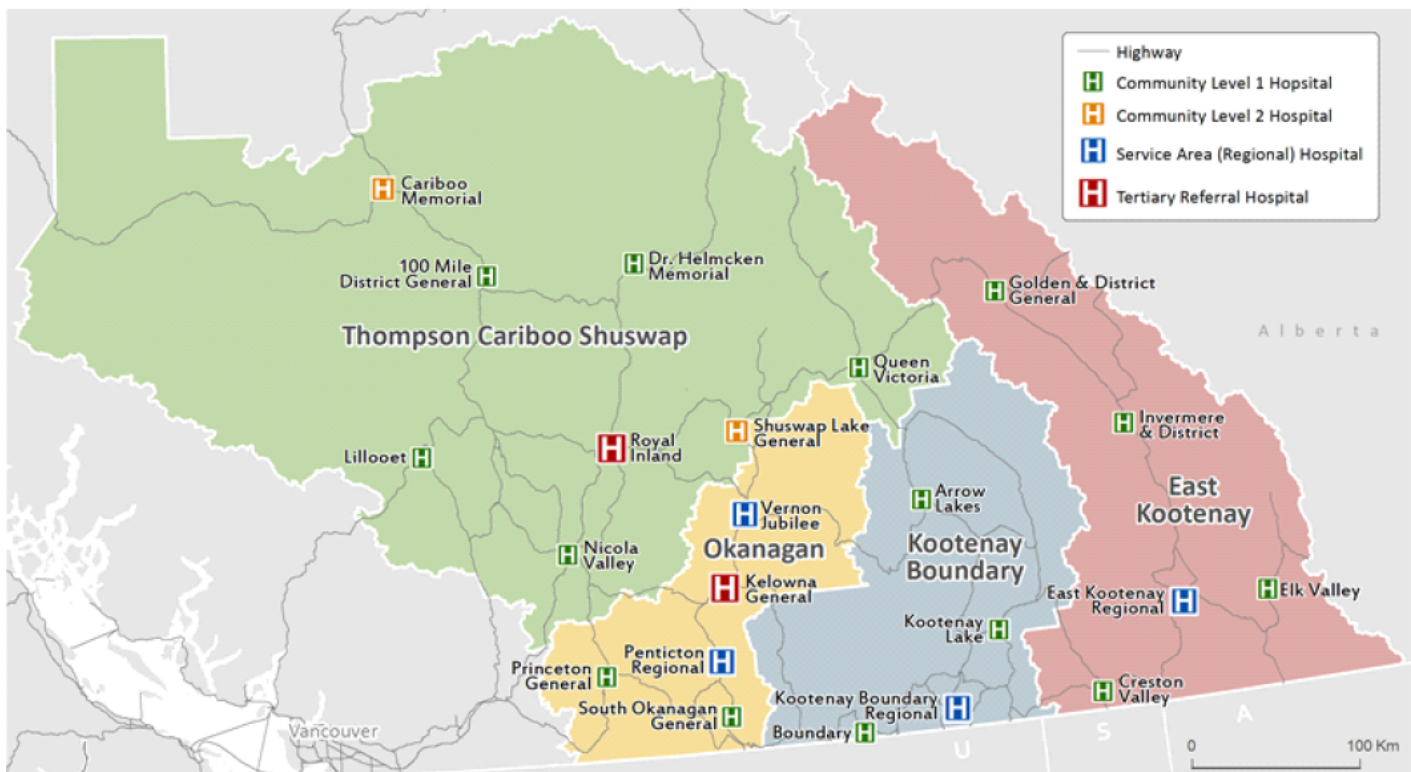 Highway
Community Level 1 Hopsital
Community Level 2 Hospital
Service Area (Regional) Hospital
Tertiary Referral Hospital
Cariboo
Memorial
100 Mile
District General
Dr. Helmcken
Memorial
Golden & District
General
Thompson Cariboo Shuswap
Alberta
Queen
Victoria
Invermere
& District
Shuswap Lake
General
Royal
Inland
Lillooet
East
Kootenay
Arrow
Lakes
Vernon
Jubilee
Okanagan
Kootenay
Boundary
Nicola
Valley
Kelowna
General
East Kootenay
Regional
Elk Valley
Kootenay
Lake
Penticton
Regional
Princeton
General
Creston
Valley
South Okanagan
General
Kootenay Boundary
Regional
Boundary
Vancouver
U S A
0 100 Km